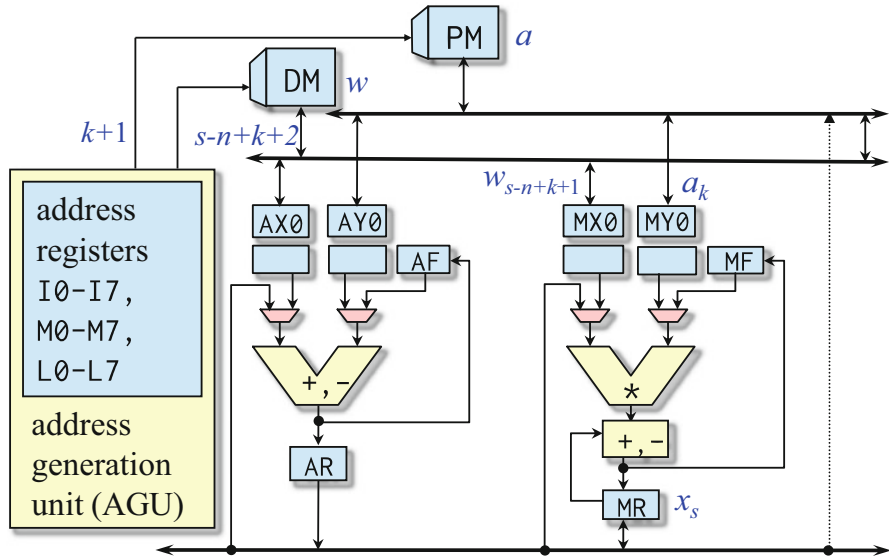 PM a
DM w
k+1
s-n+k+2
w_{s-n+k+1}
a_k
address
registers
I0-I7,
M0-M7,
L0-L7
address
generation
unit (AGU)
AX0 AY0 MX0 MY0
AF MF
+,- *
+,-
AR MR x_s